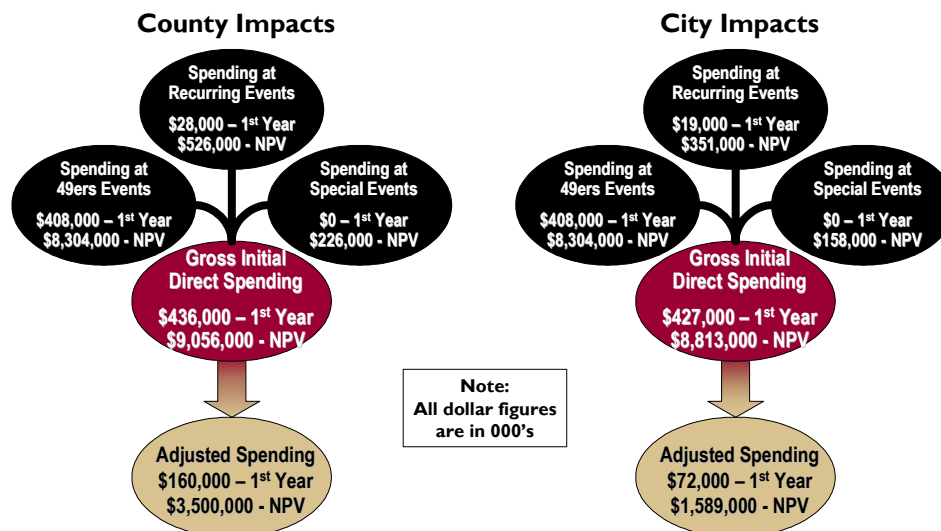 County Impacts
Spending at
Recurring Events
$28,000 – 1st Year
$526,000 - NPV
Spending at
49ers Events
$408,000 – 1st Year
$8,304,000 - NPV
Spending at
Special Events
$0 – 1st Year
$226,000 - NPV
Gross Initial
Direct Spending
$436,000 – 1st Year
$9,056,000 - NPV
Adjusted Spending
$160,000 – 1st Year
$3,500,000 - NPV
Note:
All dollar figures
are in 000's
City Impacts
Spending at
Recurring Events
$19,000 – 1st Year
$351,000 - NPV
Spending at
49ers Events
$408,000 – 1st Year
$8,304,000 - NPV
Spending at
Special Events
$0 – 1st Year
$158,000 - NPV
Gross Initial
Direct Spending
$427,000 – 1st Year
$8,813,000 - NPV
Adjusted Spending
$72,000 – 1st Year
$1,589,000 - NPV